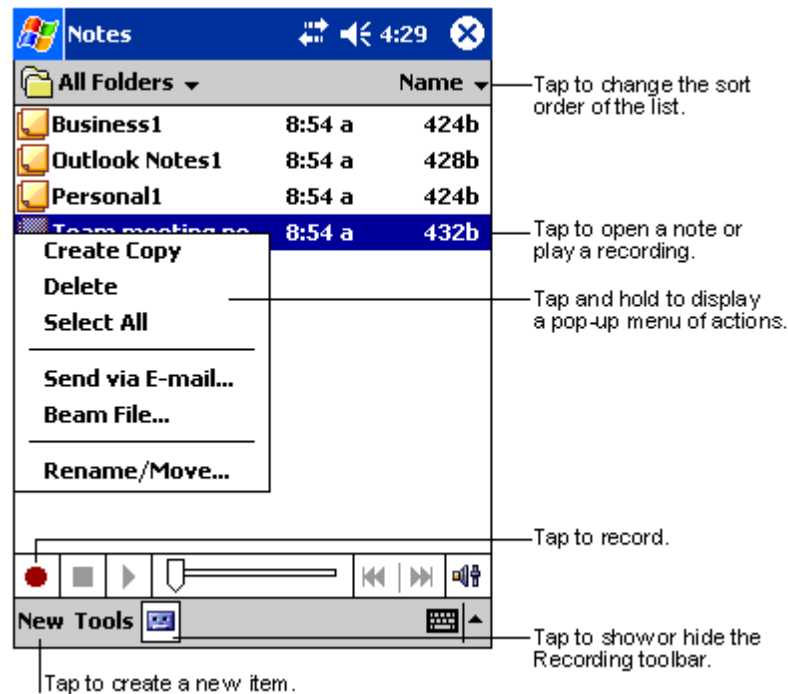 Notes 4:29
All Folders Name
Tap to change the sort
order of the list.
Business1 8:54 a 424b
Outlook Notes1 8:54 a 428b
Personal1 8:54 a 424b
Team meeting no 8:54 a 432b
Tap to open a note or
play a recording.
Create Copy
Delete
Select All
Tap and hold to display
a pop-up menu of actions.
Send via E-mail...
Beam File...
Rename/Move...
Tap to record.
New Tools
Tap to show or hide the
Recording toolbar.
Tap to create a new item.